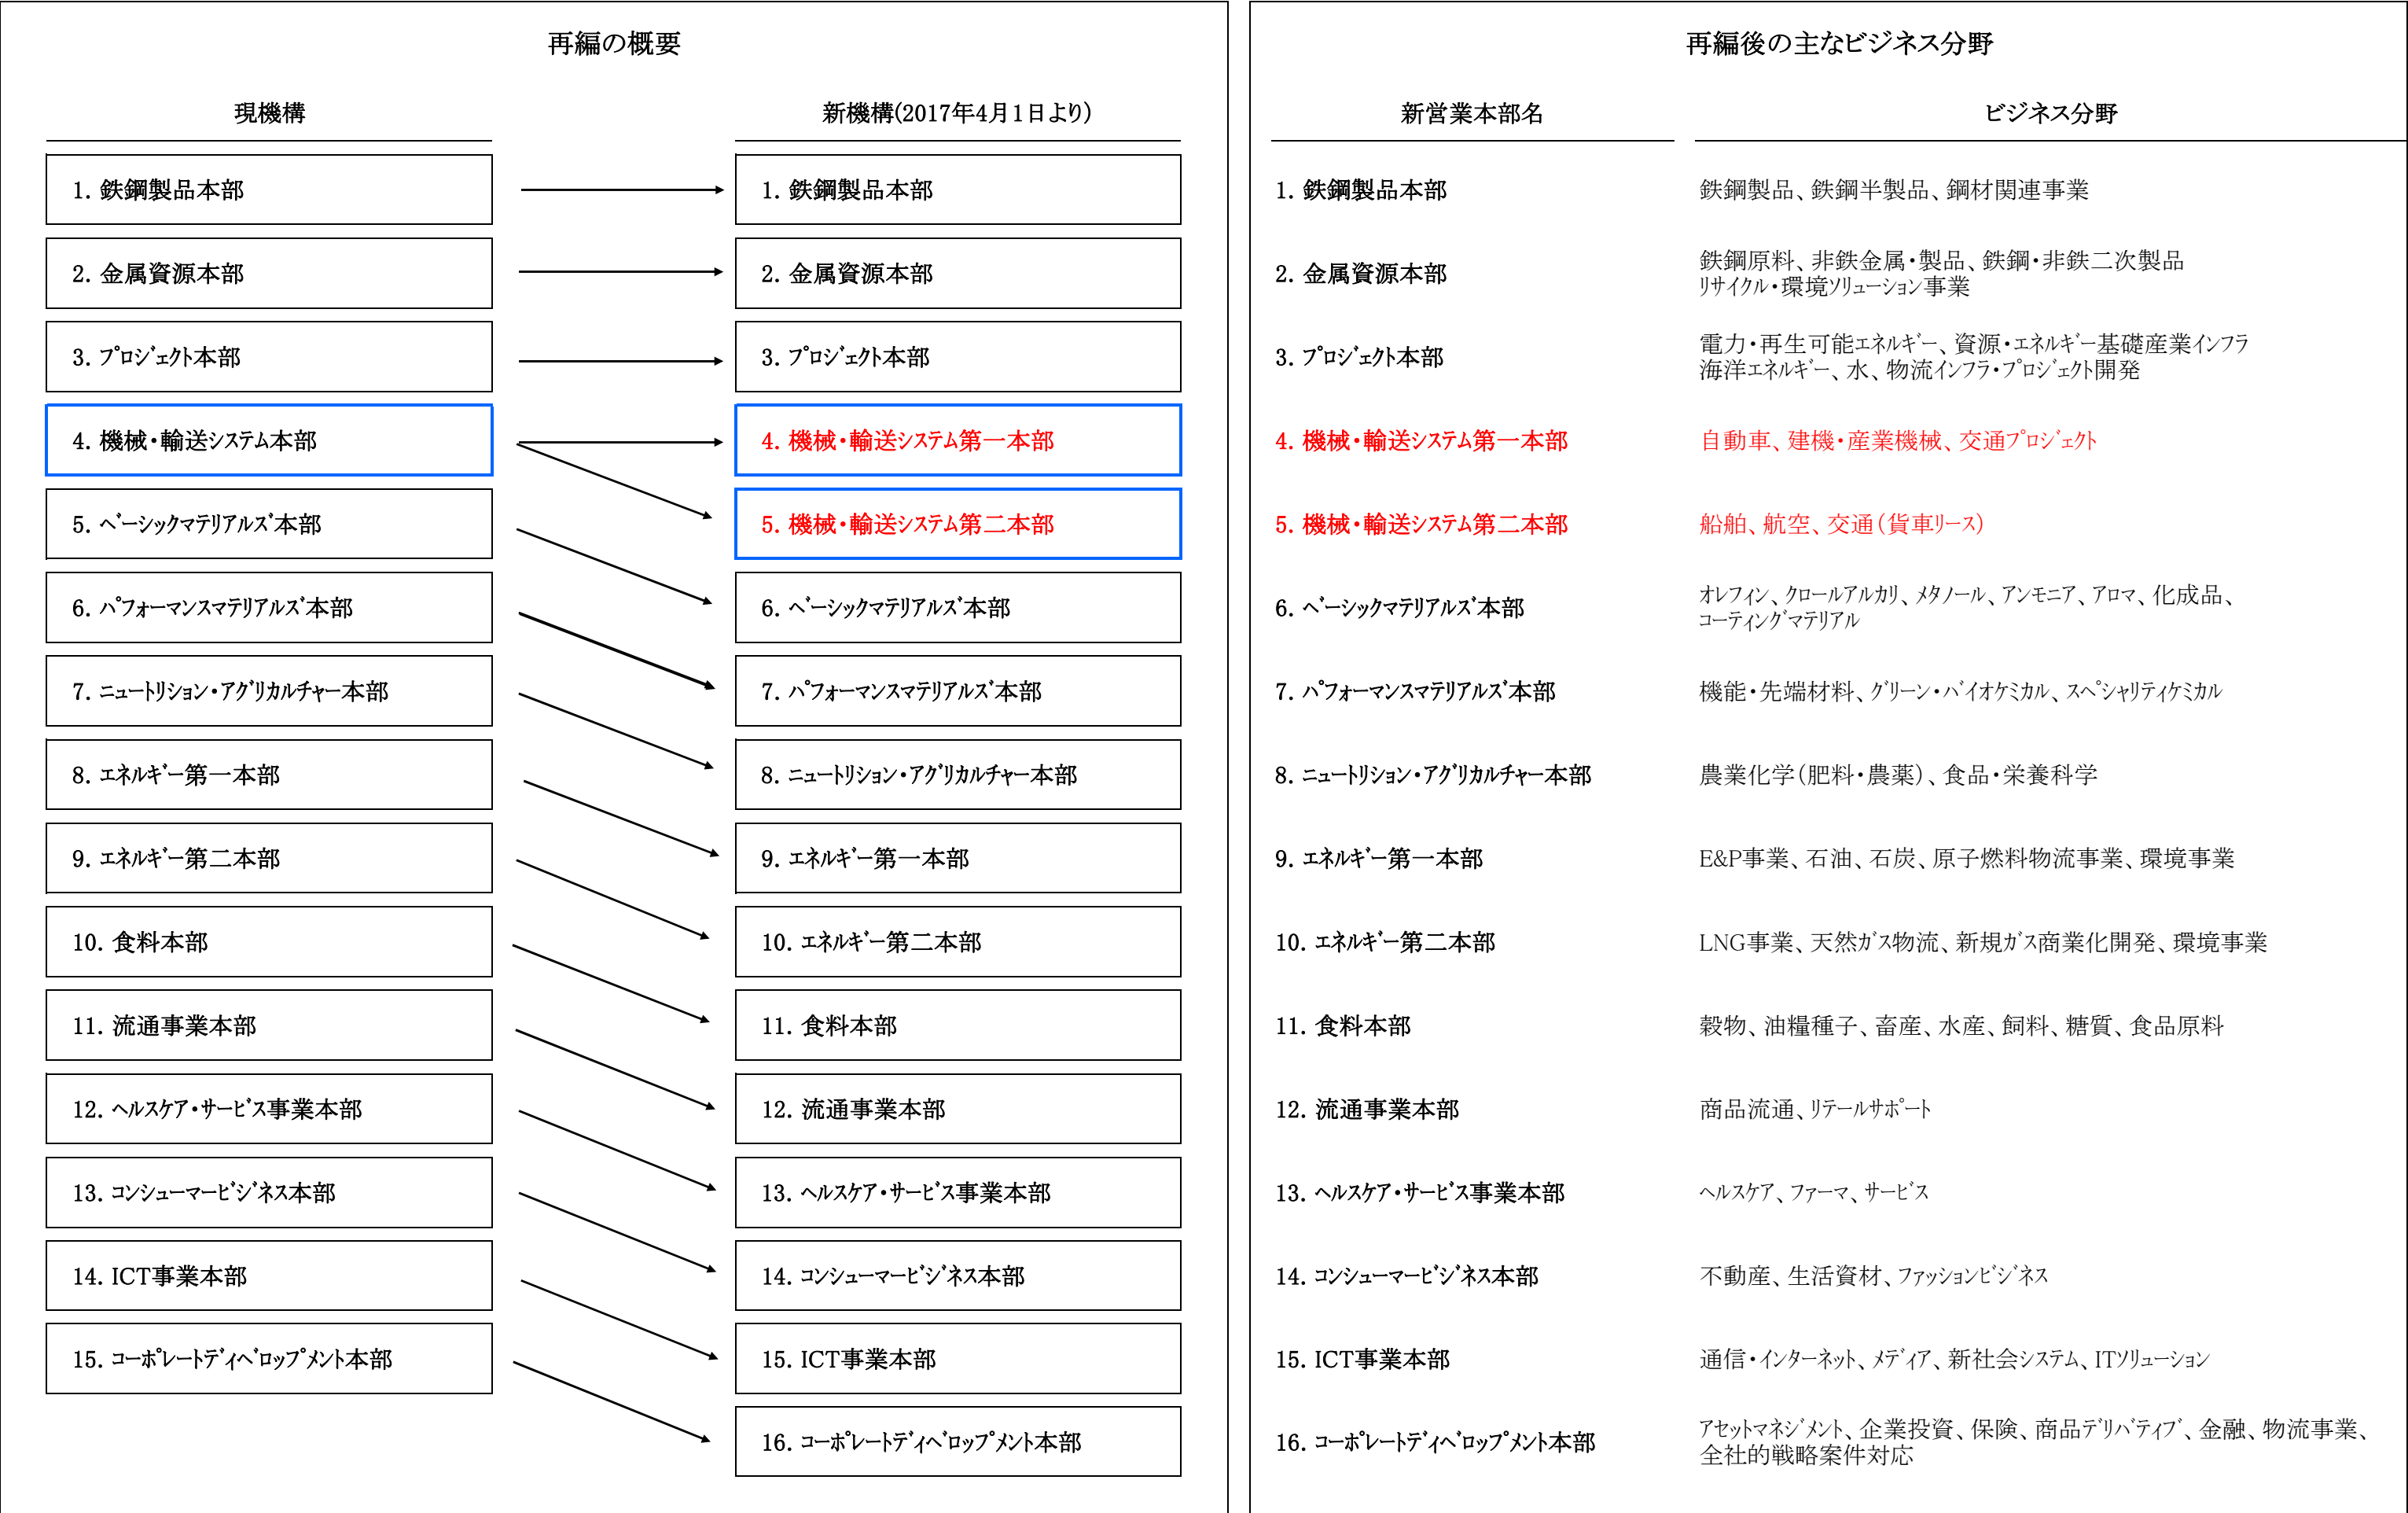 再編の概要
現機構
新機構(2017年4月1日より)
1. 鉄鋼製品本部
2. 金属資源本部
3. ﾌﾟﾛｼﾞｪｸﾄ本部
4. 機械・輸送ｼｽﾃﾑ本部
5. ﾍﾞｰｼｯｸﾏﾃﾘｱﾙｽﾞ本部
6. ﾊﾟﾌｫｰﾏﾝｽﾏﾃﾘｱﾙｽﾞ本部
7. ﾆｭｰﾄﾘｼｮﾝ・ｱｸﾞﾘｶﾙﾁｬｰ本部
8. ｴﾈﾙｷﾞｰ第一本部
9. ｴﾈﾙｷﾞｰ第二本部
10. 食料本部
11. 流通事業本部
12. ﾍﾙｽｹｱ・ｻｰﾋﾞｽ事業本部
13. ｺﾝｼｭｰﾏｰﾋﾞｼﾞﾈｽ本部
14. ICT事業本部
15. ｺｰﾎﾟﾚｰﾄﾃﾞｨﾍﾞﾛｯﾌﾟﾒﾝﾄ本部
1. 鉄鋼製品本部
2. 金属資源本部
3. ﾌﾟﾛｼﾞｪｸﾄ本部
4. 機械・輸送ｼｽﾃﾑ第一本部
5. 機械・輸送ｼｽﾃﾑ第二本部
6. ﾍﾞｰｼｯｸﾏﾃﾘｱﾙｽﾞ本部
7. ﾊﾟﾌｫｰﾏﾝｽﾏﾃﾘｱﾙｽﾞ本部
8. ﾆｭｰﾄﾘｼｮﾝ・ｱｸﾞﾘｶﾙﾁｬｰ本部
9. ｴﾈﾙｷﾞｰ第一本部
10. ｴﾈﾙｷﾞｰ第二本部
11. 食料本部
12. 流通事業本部
13. ﾍﾙｽｹｱ・ｻｰﾋﾞｽ事業本部
14. ｺﾝｼｭｰﾏｰﾋﾞｼﾞﾈｽ本部
15. ICT事業本部
16. ｺｰﾎﾟﾚｰﾄﾃﾞｨﾍﾞﾛｯﾌﾟﾒﾝﾄ本部
再編後の主なビジネス分野
新営業本部名
ビジネス分野
1. 鉄鋼製品本部
鉄鋼製品、鉄鋼半製品、鋼材関連事業
2. 金属資源本部
鉄鋼原料、非鉄金属・製品、鉄鋼・非鉄二次製品
ﾘｻｲｸﾙ・環境ｿﾘｭｰｼｮﾝ事業
3. ﾌﾟﾛｼﾞｪｸﾄ本部
電力・再生可能ｴﾈﾙｷﾞｰ、資源・ｴﾈﾙｷﾞｰ基礎産業ｲﾝﾌﾗ
海洋ｴﾈﾙｷﾞｰ、水、物流ｲﾝﾌﾗ・ﾌﾟﾛｼﾞｪｸﾄ開発
4. 機械・輸送ｼｽﾃﾑ第一本部
自動車、建機・産業機械、交通ﾌﾟﾛｼﾞｪｸﾄ
5. 機械・輸送ｼｽﾃﾑ第二本部
船舶、航空、交通(貨車ﾘｰｽ)
6. ﾍﾞｰｼｯｸﾏﾃﾘｱﾙｽﾞ本部
ｵﾚﾌｨﾝ、ｸﾛｰﾙｱﾙｶﾘ、ﾒﾀﾉｰﾙ、ｱﾝﾓﾆｱ、ｱﾛﾏ、化成品、
ｺｰﾃｨﾝｸﾞﾏﾃﾘｱﾙ
7. ﾊﾟﾌｫｰﾏﾝｽﾏﾃﾘｱﾙｽﾞ本部
機能・先端材料、ｸﾞﾘｰﾝ・ﾊﾞｲｵｹﾐｶﾙ、ｽﾍﾟｼｬﾘﾃｨｹﾐｶﾙ
8. ﾆｭｰﾄﾘｼｮﾝ・ｱｸﾞﾘｶﾙﾁｬｰ本部
農業化学(肥料・農薬)、食品・栄養科学
9. ｴﾈﾙｷﾞｰ第一本部
E&P事業、石油、石炭、原子燃料物流事業、環境事業
10. ｴﾈﾙｷﾞｰ第二本部
LNG事業、天然ｶﾞｽ物流、新規ｶﾞｽ商業化開発、環境事業
11. 食料本部
穀物、油糧種子、畜産、水産、飼料、糖質、食品原料
12. 流通事業本部
商品流通、ﾘﾃｰﾙｻﾎﾟｰﾄ
13. ﾍﾙｽｹｱ・ｻｰﾋﾞｽ事業本部
ﾍﾙｽｹｱ、ﾌｧｰﾏ、ｻｰﾋﾞｽ
14. ｺﾝｼｭｰﾏｰﾋﾞｼﾞﾈｽ本部
不動産、生活資材、ﾌｧｯｼｮﾝﾋﾞｼﾞﾈｽ
15. ICT事業本部
通信・ｲﾝﾀｰﾈｯﾄ、ﾒﾃﾞｨｱ、新社会ｼｽﾃﾑ、ITｿﾘｭｰｼｮﾝ
16. ｺｰﾎﾟﾚｰﾄﾃﾞｨﾍﾞﾛｯﾌﾟﾒﾝﾄ本部
ｱｾｯﾄﾏﾈｼﾞﾒﾝﾄ、企業投資、保険、商品ﾃﾞﾘﾊﾞﾃｨﾌﾞ、金融、物流事業、
全社的戦略案件対応